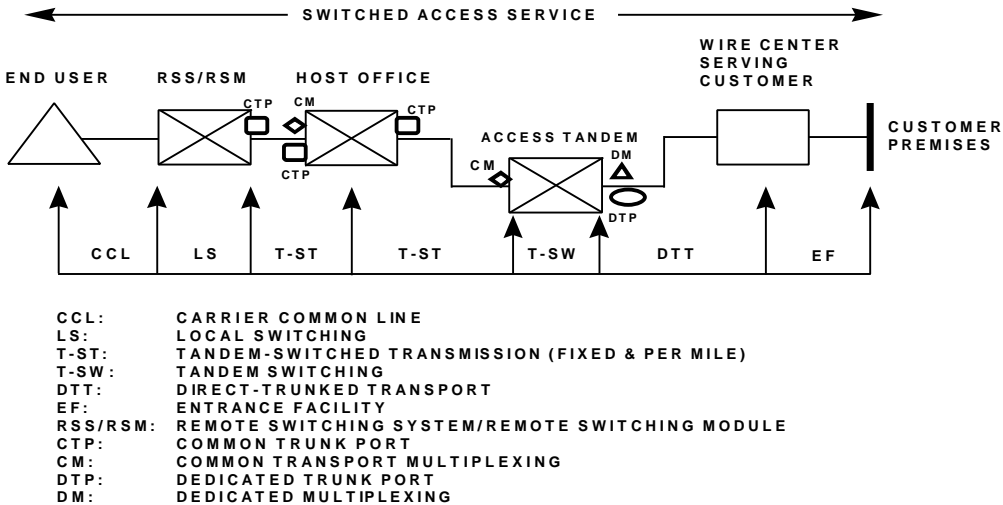 SWITCHED ACCESS SERVICE
WIRE CENTER
SERVING
CUSTOMER
END USER RSS/RSM HOST OFFICE
CTP CM CTP
CUSTOMER
PREMISES
ACCESS TANDEM
CTP
CM DM
DTP
CCL LS T-ST T-ST T-SW DTT EF
CCL: CARRIER COMMON LINE
LS: LOCAL SWITCHING
T-ST: TANDEM-SWITCHED TRANSMISSION (FIXED & PER MILE)
T-SW: TANDEM SWITCHING
DTT: DIRECT-TRUNKED TRANSPORT
EF: ENTRANCE FACILITY
RSS/RSM: REMOTE SWITCHING SYSTEM/REMOTE SWITCHING MODULE
CTP: COMMON TRUNK PORT
CM: COMMON TRANSPORT MULTIPLEXING
DTP: DEDICATED TRUNK PORT
DM: DEDICATED MULTIPLEXING